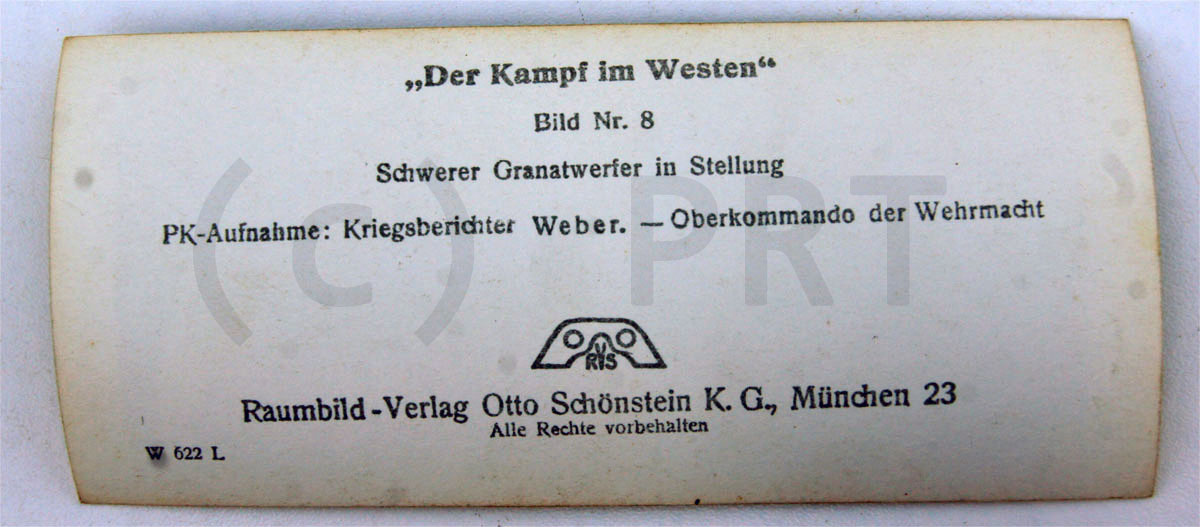 „Der Kampf im Westen“
Bild Nr. 8
Schwerer Granatwerfer in Stellung
PK-Aufnahme: Kriegsberichter Weber. — Oberkommando der Wehrmacht
(c) PRT
RVS
Raumbild-Verlag Otto Schönstein K. G., München 23
Alle Rechte vorbehalten
W 622 L